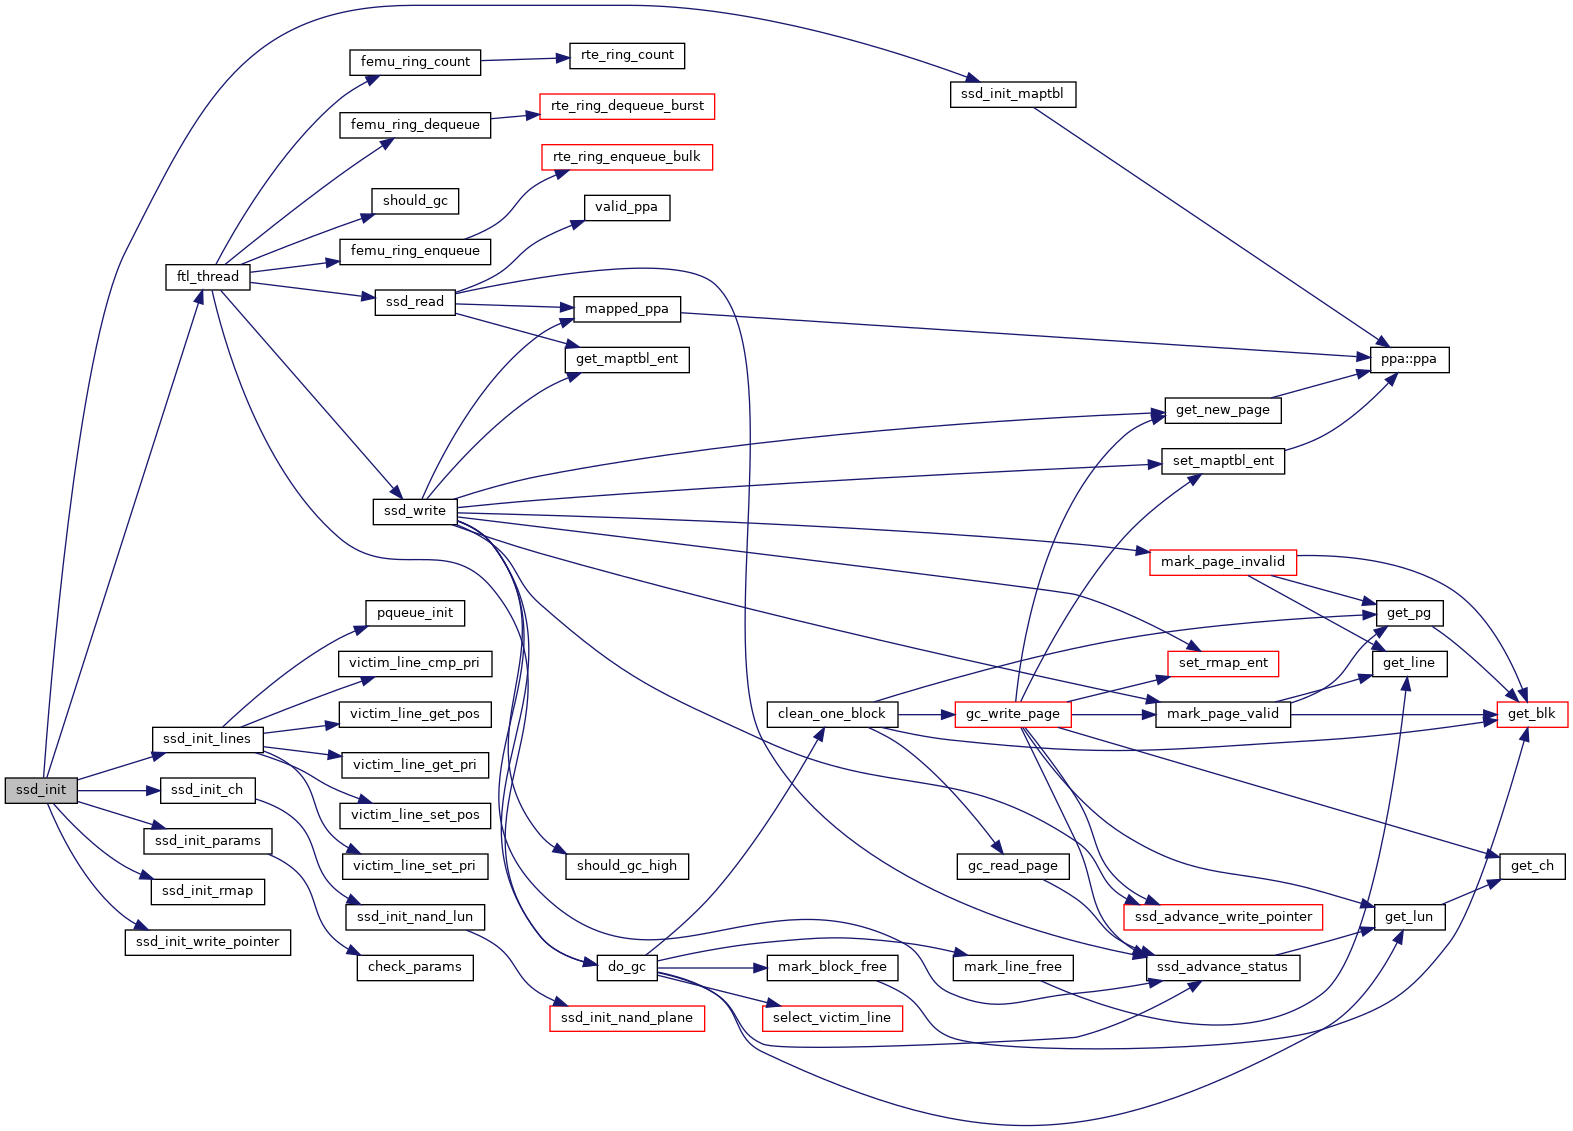 rte_ring_count
femu_ring_count
ssd_init_maptbl
rte_ring_dequeue_burst
femu_ring_dequeue
rte_ring_enqueue_bulk
should_gc
valid_ppa
femu_ring_enqueue
ftl_thread
ssd_read
mapped_ppa
get_maptbl_ent
ppa::ppa
get_new_page
set_maptbl_ent
ssd_write
mark_page_invalid
pqueue_init
get_pg
victim_line_cmp_pri
set_rmap_ent
get_line
victim_line_get_pos
clean_one_block
gc_write_page
mark_page_valid
get_blk
ssd_init_lines
victim_line_get_pri
ssd_init
ssd_init_ch
victim_line_set_pos
ssd_init_params
victim_line_set_pri
should_gc_high
gc_read_page
get_ch
ssd_init_rmap
ssd_init_nand_lun
ssd_advance_write_pointer
get_lun
ssd_init_write_pointer
check_params
do_gc
mark_block_free
mark_line_free
ssd_advance_status
ssd_init_nand_plane
select_victim_line